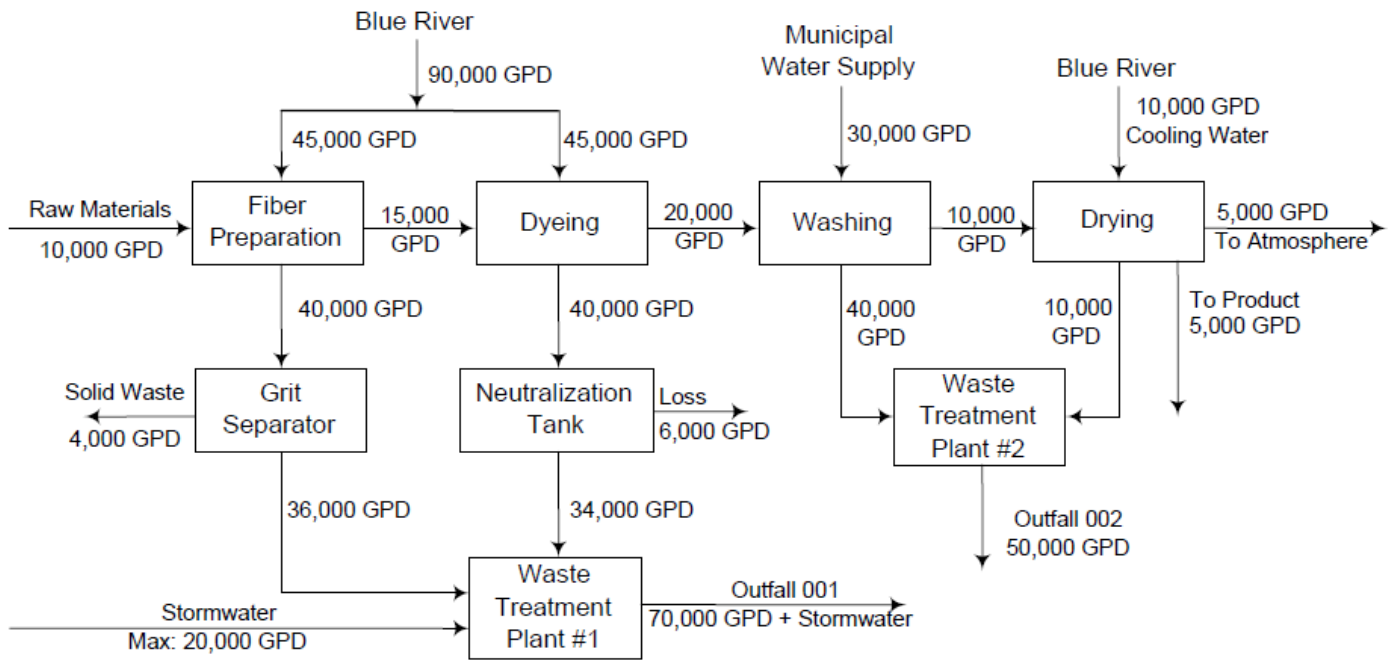 Blue River
90,000 GPD
45,000 GPD
45,000 GPD
Municipal
Water Supply
30,000 GPD
Blue River
10,000 GPD
Cooling Water
Raw Materials
10,000 GPD
Fiber
Preparation
15,000
GPD
Dyeing
20,000
GPD
Washing
10,000
GPD
Drying
5,000 GPD
To Atmosphere
40,000 GPD
40,000 GPD
40,000
GPD
10,000
GPD
To Product
5,000 GPD
Solid Waste
4,000 GPD
Grit
Separator
Neutralization
Tank
Loss
6,000 GPD
Waste
Treatment
Plant #2
36,000 GPD
34,000 GPD
Outfall 002
50,000 GPD
Stormwater
Max: 20,000 GPD
Waste
Treatment
Plant #1
Outfall 001
70,000 GPD + Stormwater